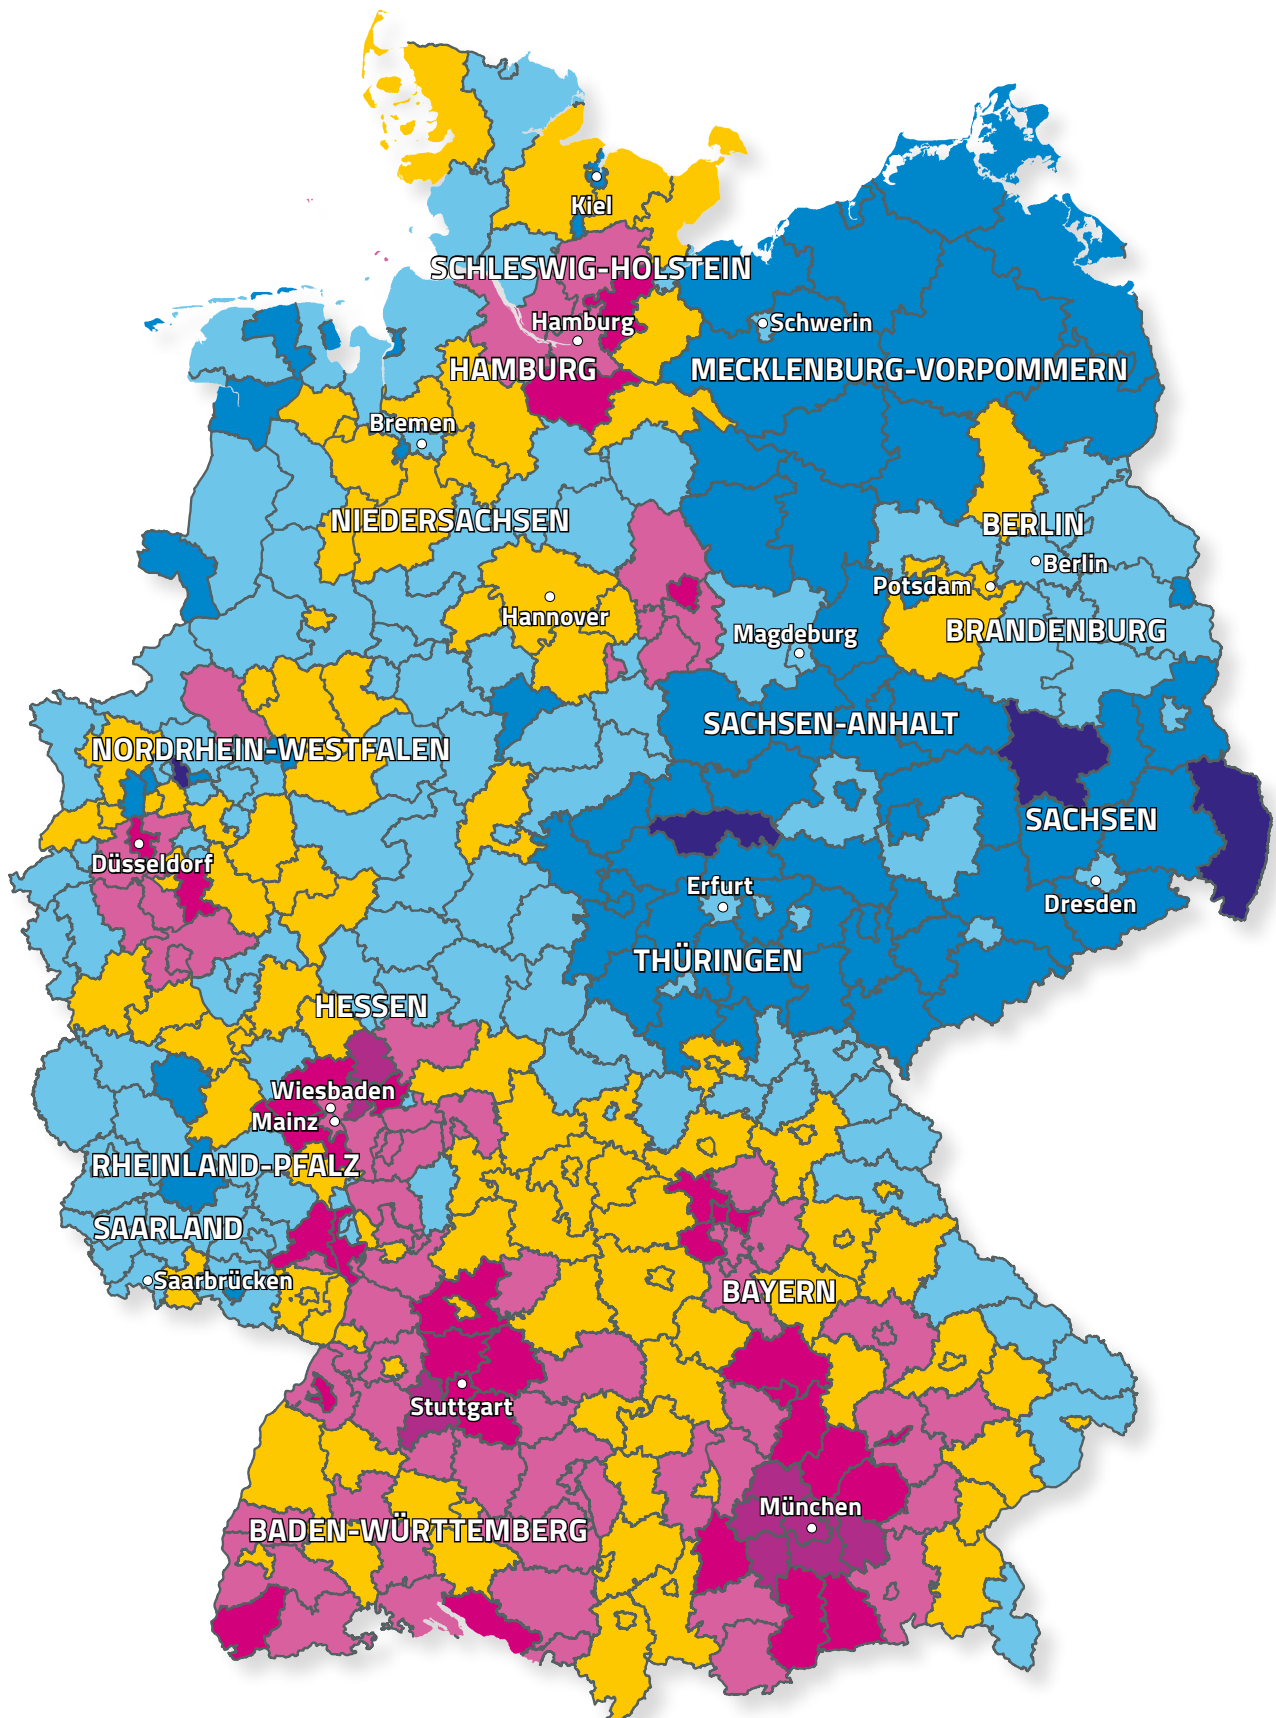 Kiel
SCHLESWIG-HOLSTEIN
Hamburg
Schwerin
HAMBURG
MECKLENBURG-VORPOMMERN
Bremen
NIEDERSACHSEN
BERLIN
Berlin
Potsdam
Hannover
Magdeburg
BRANDENBURG
SACHSEN-ANHALT
NORDRHEIN-WESTFALEN
SACHSEN
Düsseldorf
Erfurt
Dresden
THÜRINGEN
HESSEN
Wiesbaden
Mainz
RHEINLAND-PFALZ
SAARLAND
Saarbrücken
BAYERN
Stuttgart
München
BADEN-WÜRTTEMBERG